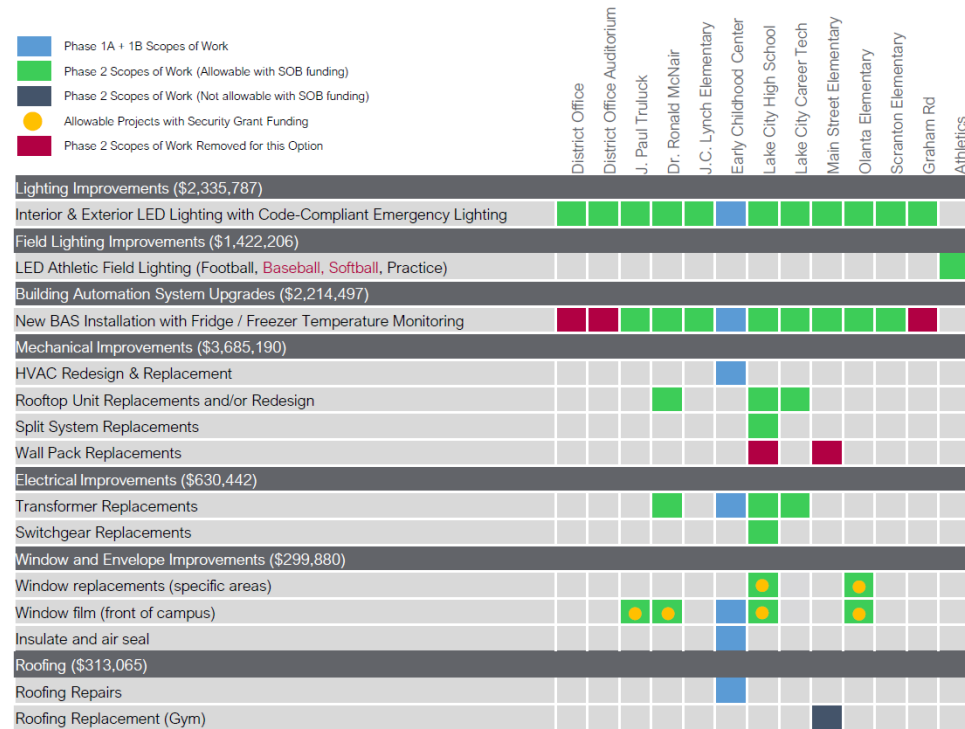 Phase 1A + 1B Scopes of Work
Phase 2 Scopes of Work (Allowable with SOB funding)
Phase 2 Scopes of Work (Not allowable with SOB funding)
Allowable Projects with Security Grant Funding
Phase 2 Scopes of Work Removed for this Option
District Office
District Office Auditorium
J. Paul Truluck
Dr. Ronald McNair
J.C. Lynch Elementary
Early Childhood Center
Lake City High School
Lake City Career Tech
Main Street Elementary
Olanta Elementary
Scranton Elementary
Graham Rd
Athletics
Lighting Improvements ($2,335,787)
Interior & Exterior LED Lighting with Code-Compliant Emergency Lighting
Field Lighting Improvements ($1,422,206)
LED Athletic Field Lighting (Football, Baseball, Softball, Practice)
Building Automation System Upgrades ($2,214,497)
New BAS Installation with Fridge / Freezer Temperature Monitoring
Mechanical Improvements ($3,685,190)
HVAC Redesign & Replacement
Rooftop Unit Replacements and/or Redesign
Split System Replacements
Wall Pack Replacements
Electrical Improvements ($630,442)
Transformer Replacements
Switchgear Replacements
Window and Envelope Improvements ($299,880)
Window replacements (specific areas)
Window film (front of campus)
Insulate and air seal
Roofing ($313,065)
Roofing Repairs
Roofing Replacement (Gym)